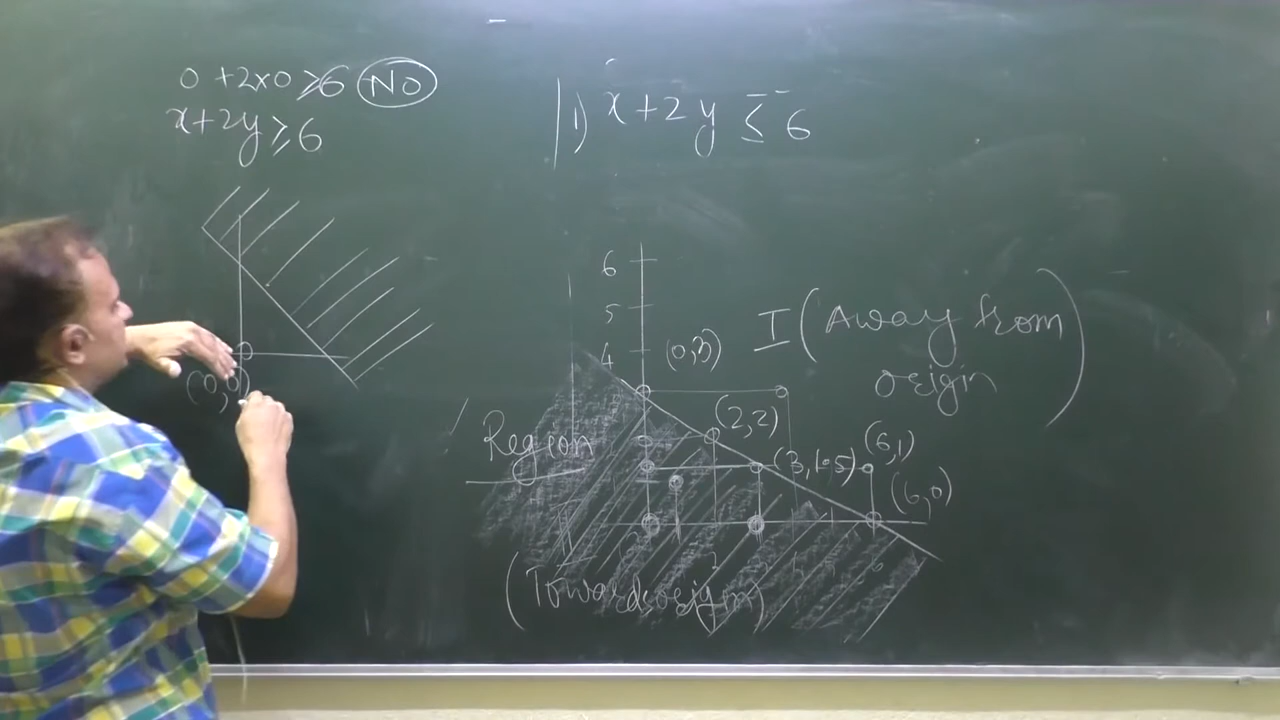 0 + 2x0 ≥ 6 NO
x + 2y ≥ 6
1) x + 2y ≤ 6
(0,0)
6
5
4
(0,3)
I (Away from
origin)
(2,2)
Region
(3,1.5)
(6,1)
(6,0)
(Towards origin)